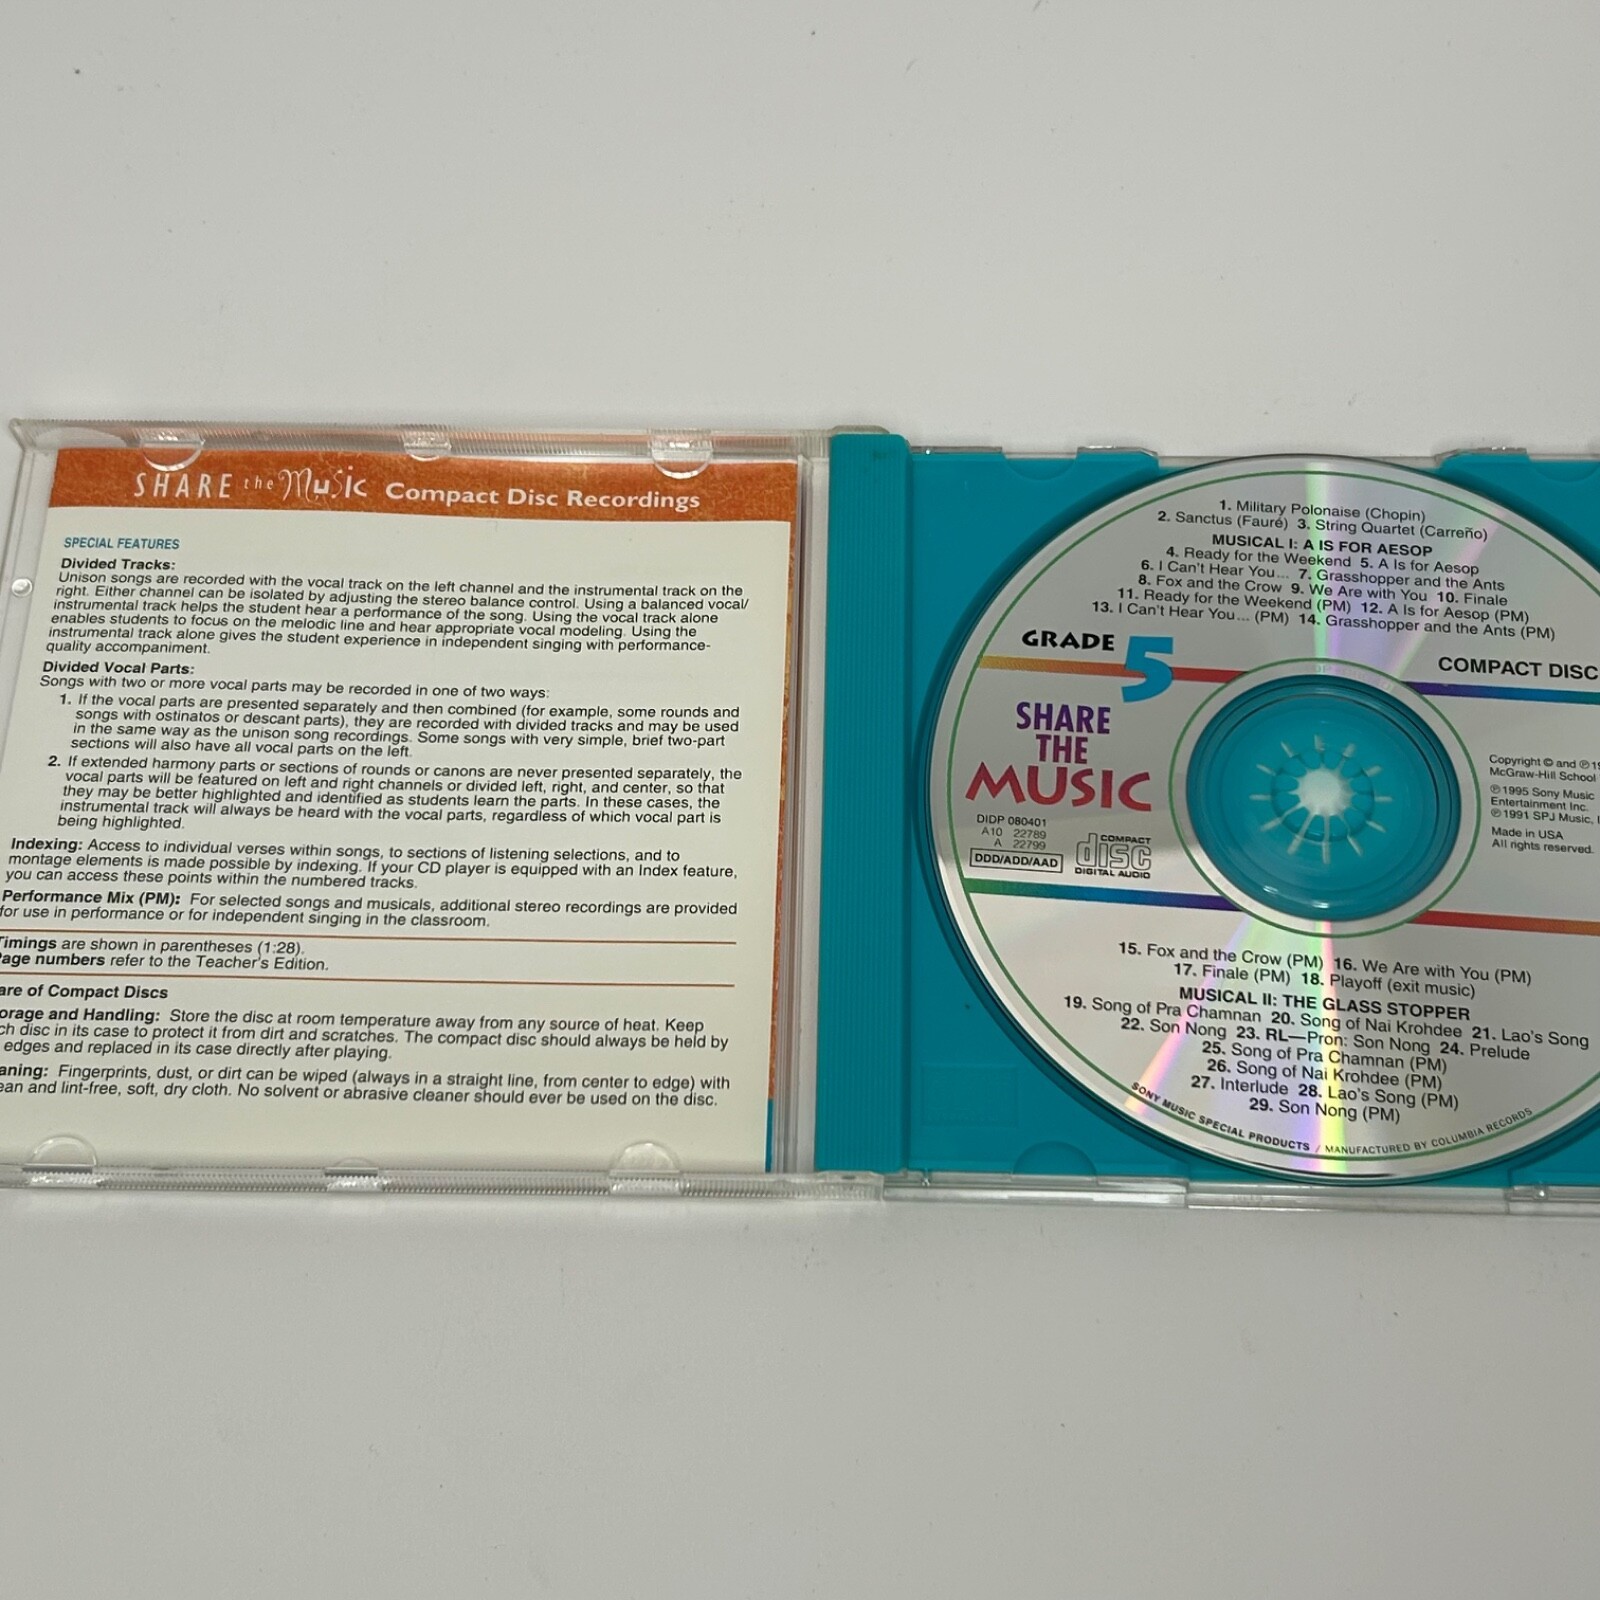 SHARE the Music Compact Disc Recordings
SPECIAL FEATURES
Divided Tracks:
Unison songs are recorded with the vocal track on the left channel and the instrumental track on the
right. Either channel can be isolated by adjusting the stereo balance control. Using a balanced vocal/
instrumental track helps the student hear a performance of the song. Using the vocal track alone
enables students to focus on the melodic line and hear appropriate vocal modeling. Using the
instrumental track alone gives the student experience in independent singing with performance-
quality accompaniment.
Divided Vocal Parts:
Songs with two or more vocal parts may be recorded in one of two ways:
1. If the vocal parts are presented separately and then combined (for example, some rounds and
songs with ostinatos or descant parts), they are recorded with divided tracks and may be used
in the same way as the unison song recordings. Some songs with very simple, brief two-part
sections will also have all vocal parts on the left.
2. If extended harmony parts or sections of rounds or canons are never presented separately, the
vocal parts will be featured on left and right channels or divided left, right, and center, so that
they may be better highlighted and identified as students learn the parts. In these cases, the
instrumental track will always be heard with the vocal parts, regardless of which vocal part is
being highlighted.
Indexing: Access to individual verses within songs, to sections of listening selections, and to
montage elements is made possible by indexing. If your CD player is equipped with an Index feature,
you can access these points within the numbered tracks.
Performance Mix (PM): For selected songs and musicals, additional stereo recordings are provided
for use in performance or for independent singing in the classroom.
Timings are shown in parentheses (1:28).
age numbers refer to the Teacher's Edition.
are of Compact Discs
orage and Handling: Store the disc at room temperature away from any source of heat. Keep
ch disc in its case to protect it from dirt and scratches. The compact disc should always be held by
edges and replaced in its case directly after playing.
aning: Fingerprints, dust, or dirt can be wiped (always in a straight line, from center to edge) with
ean and lint-free, soft, dry cloth. No solvent or abrasive cleaner should ever be used on the disc.
1. Military Polonaise (Chopin)
2. Sanctus (Fauré) 3. String Quartet (Carreño)
MUSICAL I: A IS FOR AESOP
4. Ready for the Weekend 5. A Is for Aesop
6. I Can't Hear You... 7. Grasshopper and the Ants
8. Fox and the Crow 9. We Are with You 10. Finale
11. Ready for the Weekend (PM) 12. A Is for Aesop (PM)
13. I Can't Hear You... (PM) 14. Grasshopper and the Ants (PM)
GRADE 5
COMPACT DISC
SHARE
THE
MUSIC
DIDP 080401
A10 22789
A 22799
DDD/ADD/AAD
COMPACT
disc
DIGITAL AUDIO
Copyright © and ℗ 19
McGraw-Hill School
℗ 1995 Sony Music
Entertainment Inc.
℗ 1991 SPJ Music, I
Made in USA
All rights reserved.
15. Fox and the Crow (PM) 16. We Are with You (PM)
17. Finale (PM) 18. Playoff (exit music)
MUSICAL II: THE GLASS STOPPER
19. Song of Pra Chamnan 20. Song of Nai Krohdee 21. Lao's Song
22. Son Nong 23. RL—Pron: Son Nong 24. Prelude
25. Song of Pra Chamnan (PM)
26. Song of Nai Krohdee (PM)
27. Interlude 28. Lao's Song (PM)
29. Son Nong (PM)
SONY MUSIC SPECIAL PRODUCTS / MANUFACTURED BY COLUMBIA RECORDS